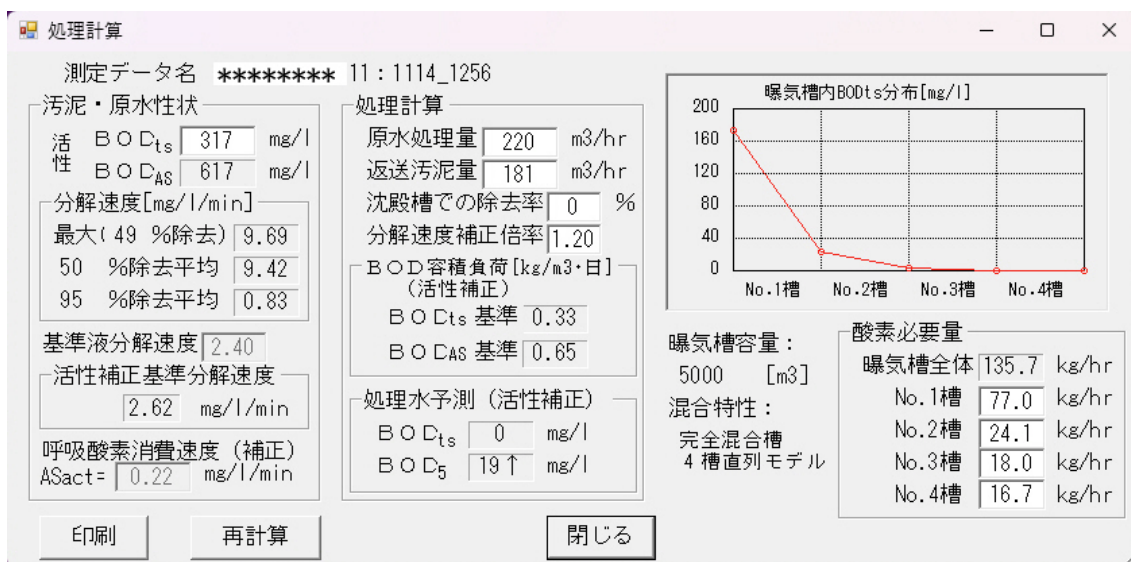 処理計算
測定データ名 ******** 11：1114_1256
汚泥・原水性状
活性 ＢＯＤts 317 mg/l
ＢＯＤAS 617 mg/l
分解速度[mg/l/min]
最大( 49 %除去) 9.69
50 %除去平均 9.42
95 %除去平均 0.83
基準液分解速度 2.40
活性補正基準分解速度
2.62 mg/l/min
呼吸酸素消費速度（補正）
ASact= 0.22 mg/l/min
処理計算
原水処理量 220 m3/hr
返送汚泥量 181 m3/hr
沈殿槽での除去率 0 %
分解速度補正倍率 1.20
ＢＯＤ容積負荷[kg/m3・日]
（活性補正）
ＢＯＤts 基準 0.33
ＢＯＤAS 基準 0.65
処理水予測（活性補正）
ＢＯＤts 0 mg/l
ＢＯＤ5 19↑ mg/l
曝気槽内BODts分布[mg/l]
200
160
120
80
40
0
No.1槽 No.2槽 No.3槽 No.4槽
曝気槽容量：
5000 [m3]
混合特性：
完全混合槽
４槽直列モデル
酸素必要量
曝気槽全体 135.7 kg/hr
No.1槽 77.0 kg/hr
No.2槽 24.1 kg/hr
No.3槽 18.0 kg/hr
No.4槽 16.7 kg/hr
印刷 再計算 閉じる